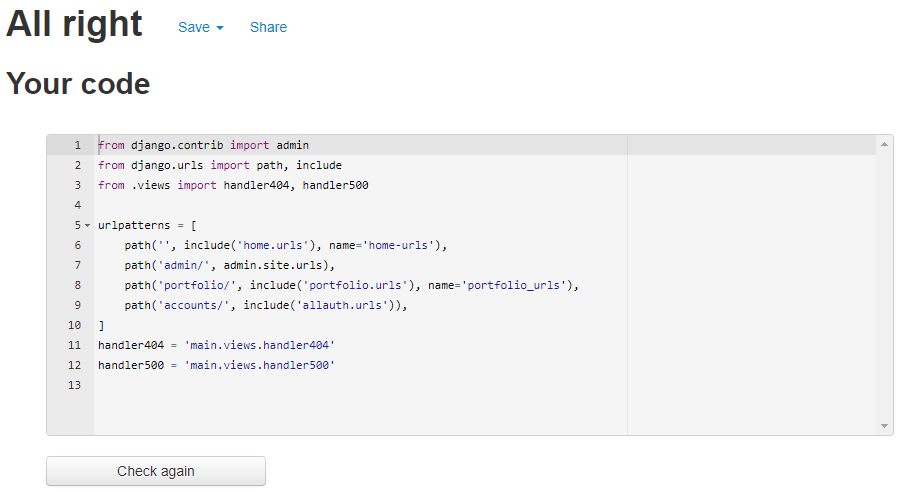 All right Save Share
Your code
1 from django.contrib import admin
2 from django.urls import path, include
3 from .views import handler404, handler500
4
5 urlpatterns = [
6     path('', include('home.urls'), name='home-urls'),
7     path('admin/', admin.site.urls),
8     path('portfolio/', include('portfolio.urls'), name='portfolio_urls'),
9     path('accounts/', include('allauth.urls')),
10 ]
11 handler404 = 'main.views.handler404'
12 handler500 = 'main.views.handler500'
13
Check again